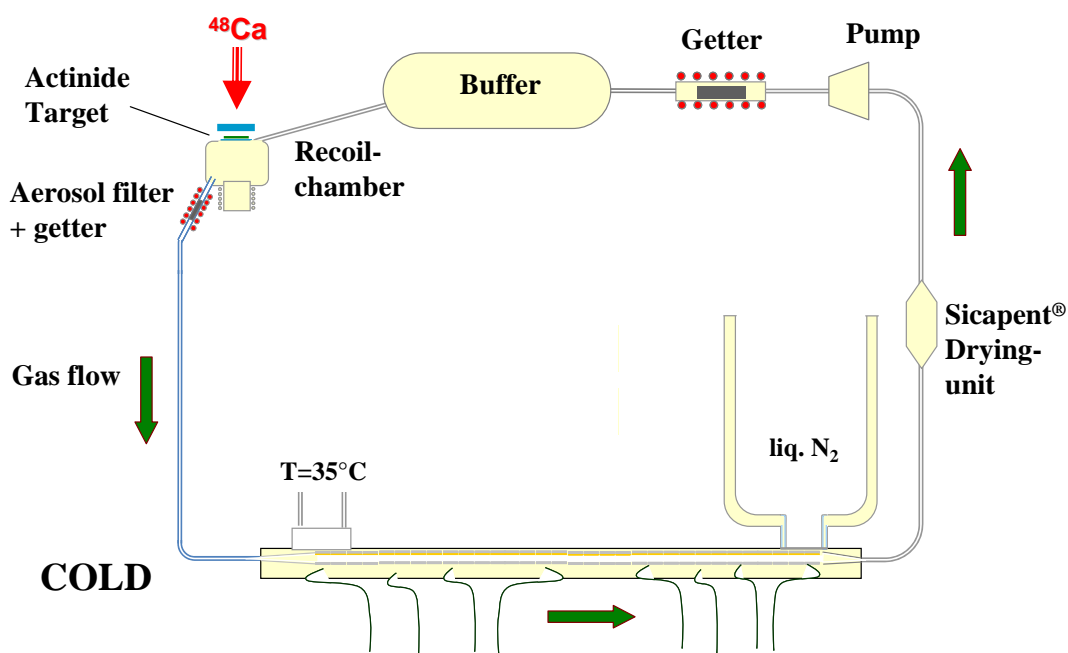 ⁴⁸Ca
Actinide
Target
Buffer
Getter
Pump
Recoil-
chamber
Aerosol filter
+ getter
Sicapent®
Drying-
unit
Gas flow
liq. N₂
T=35°C
COLD